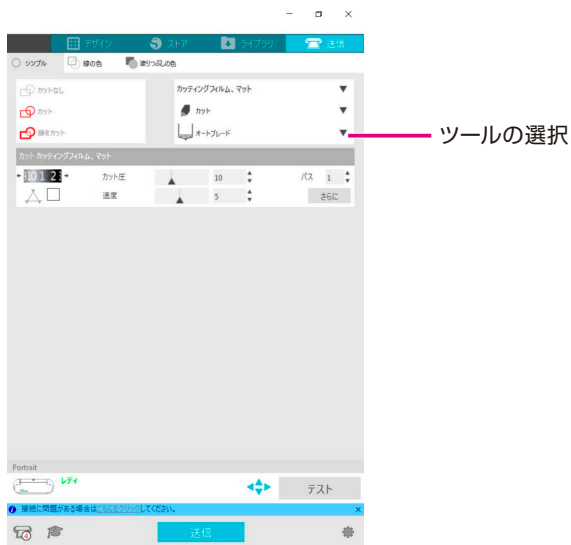 デザイン ストア ライブラリ 送信
シンプル 線の色 塗りつぶしの色
カットなし カッティングフィルム、マット ▼
カット カット ▼
線をカット オートブレード ▼ ツールの選択
カット カッティングフィルム、マット
10 1 2 カット圧 10 パス 1
速度 5 さらに
Portrait
レディ
テスト
接続に問題がある場合はこちらをクリックしてください。 ×
送信